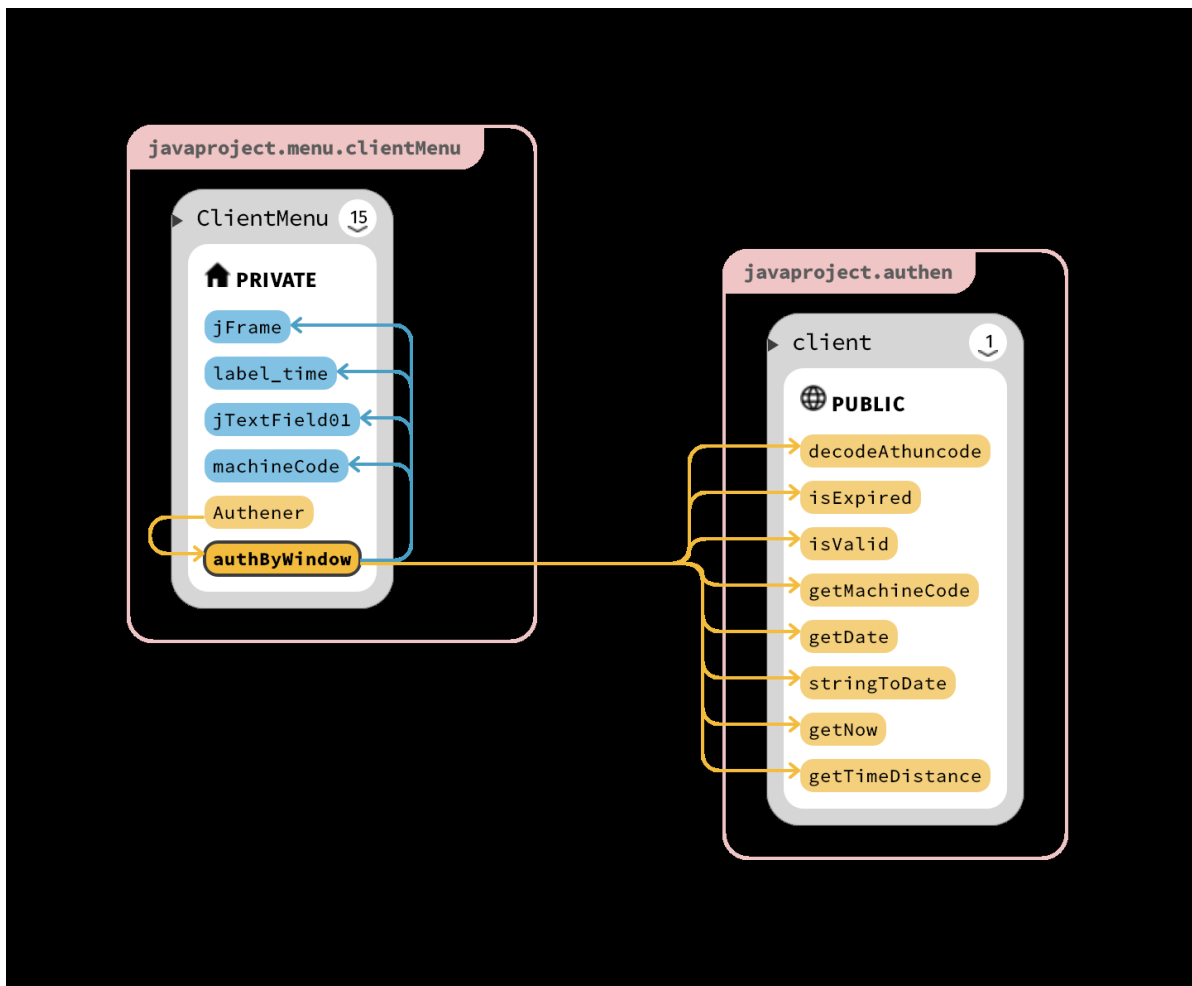 javaproject.menu.clientMenu
ClientMenu 15
PRIVATE
jFrame
label_time
jTextField01
machineCode
Authener
authByWindow
javaproject.authen
client 1
PUBLIC
decodeAthuncode
isExpired
isValid
getMachineCode
getDate
stringToDate
getNow
getTimeDistance